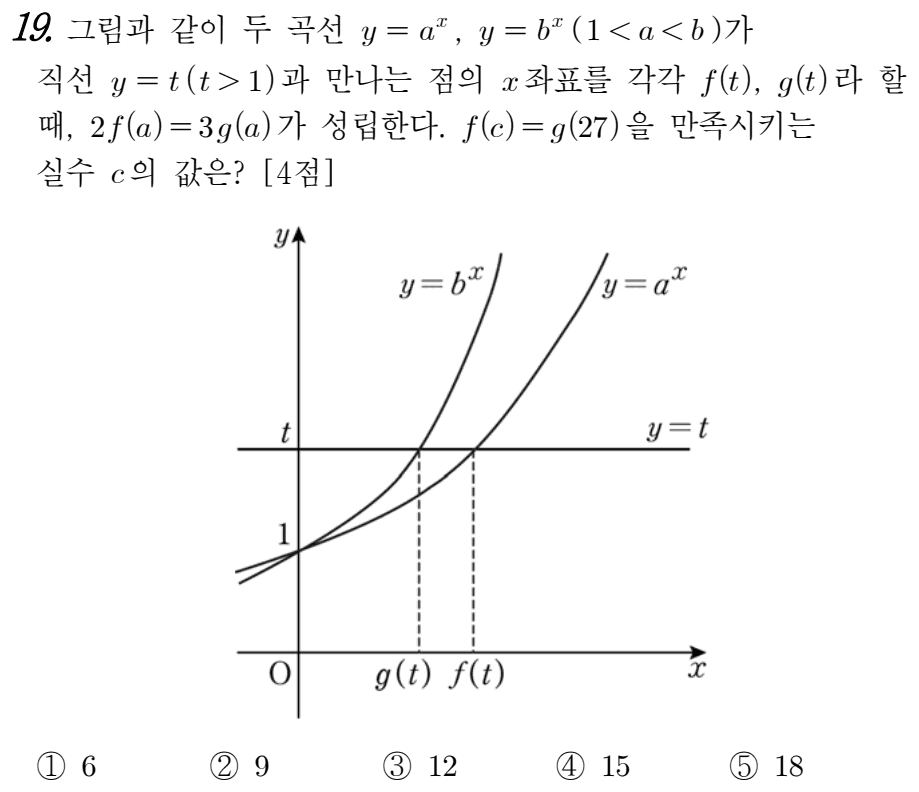 19. 그림과 같이 두 곡선 y = a^x, y = b^x (1 < a < b)가
직선 y = t (t > 1)과 만나는 점의 x좌표를 각각 f(t), g(t)라 할
때, 2f(a) = 3g(a)가 성립한다. f(c) = g(27)을 만족시키는
실수 c의 값은? [4점]
y
y = b^x
y = a^x
t
y = t
1
O
g(t)
f(t)
x
① 6 ② 9 ③ 12 ④ 15 ⑤ 18